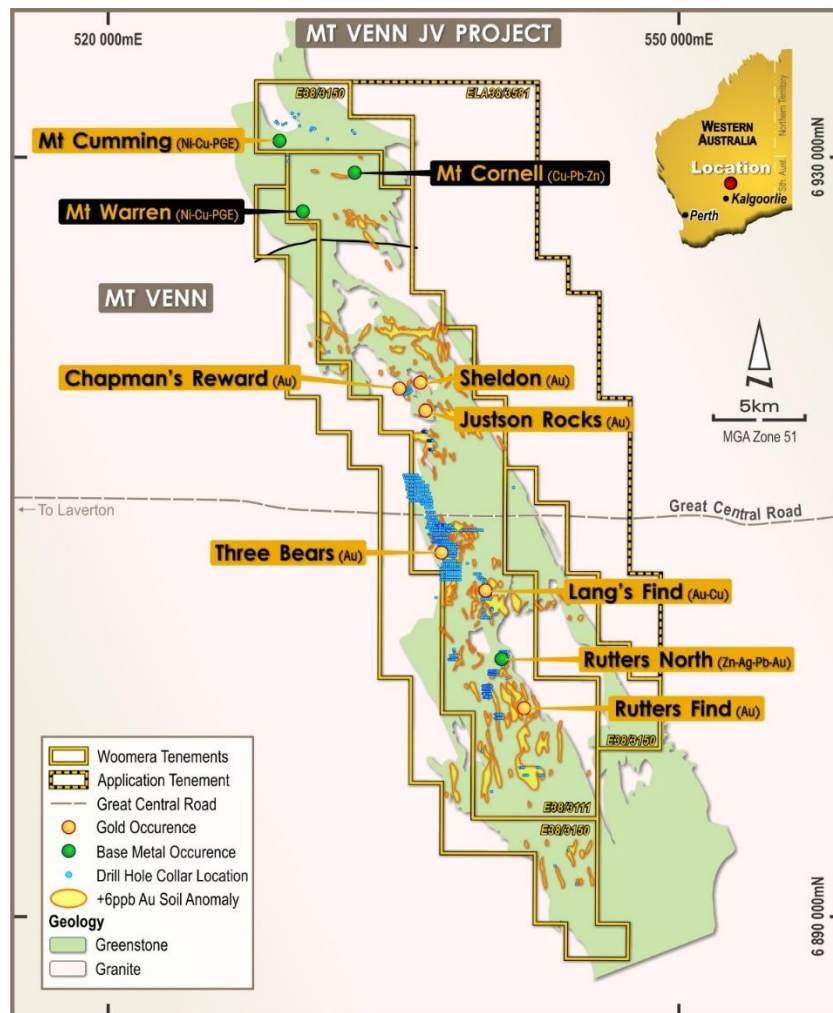 520 000mE
MT VENN JV PROJECT
550 000mE
E38/3150
ELA38/3581
WESTERN
AUSTRALIA
Northern Territory
Sth Aust.
Location
Kalgoorlie
Perth
6 930 000mN
Mt Cumming (Ni-Cu-PGE)
Mt Cornell (Cu-Pb-Zn)
Mt Warren (Ni-Cu-PGE)
MT VENN
Chapman's Reward (Au)
Sheldon (Au)
Justson Rocks (Au)
N
5km
MGA Zone 51
To Laverton
Great Central Road
Three Bears (Au)
Lang's Find (Au-Cu)
Rutters North (Zn-Ag-Pb-Au)
Rutters Find (Au)
E38/3150
E38/3111
E38/3150
Woomera Tenements
Application Tenement
Great Central Road
Gold Occurence
Base Metal Occurence
Drill Hole Collar Location
+6ppb Au Soil Anomaly
Geology
Greenstone
Granite
6 890 000mN